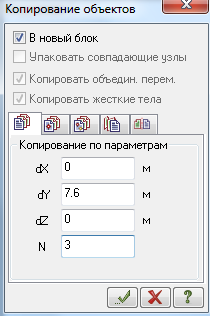 Копирование объектов
В новый блок
Упаковать совпадающие узлы
Копировать объедин. перем.
Копировать жесткие тела
Копирование по параметрам
dX 0 м
dY 7.6 м
dZ 0 м
N 3
?